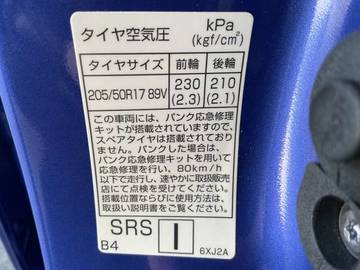 タイヤ空気圧 kPa
(kgf/cm²)
タイヤサイズ 前輪 後輪
205/50R17 89V 230 210
(2.3) (2.1)
この車両には、パンク応急修理
キットが搭載されていますので、
スペアタイヤは搭載されており
ません。パンクした場合は、
パンク応急修理キットを用いて
応急修理を行い、80km/h
以下で走行し、速やかに取扱販売
店にて点検を受けてください。
搭載位置ならびに使用方法は、
取扱い説明書をご覧ください。
SRS I
B4 6XJ2A